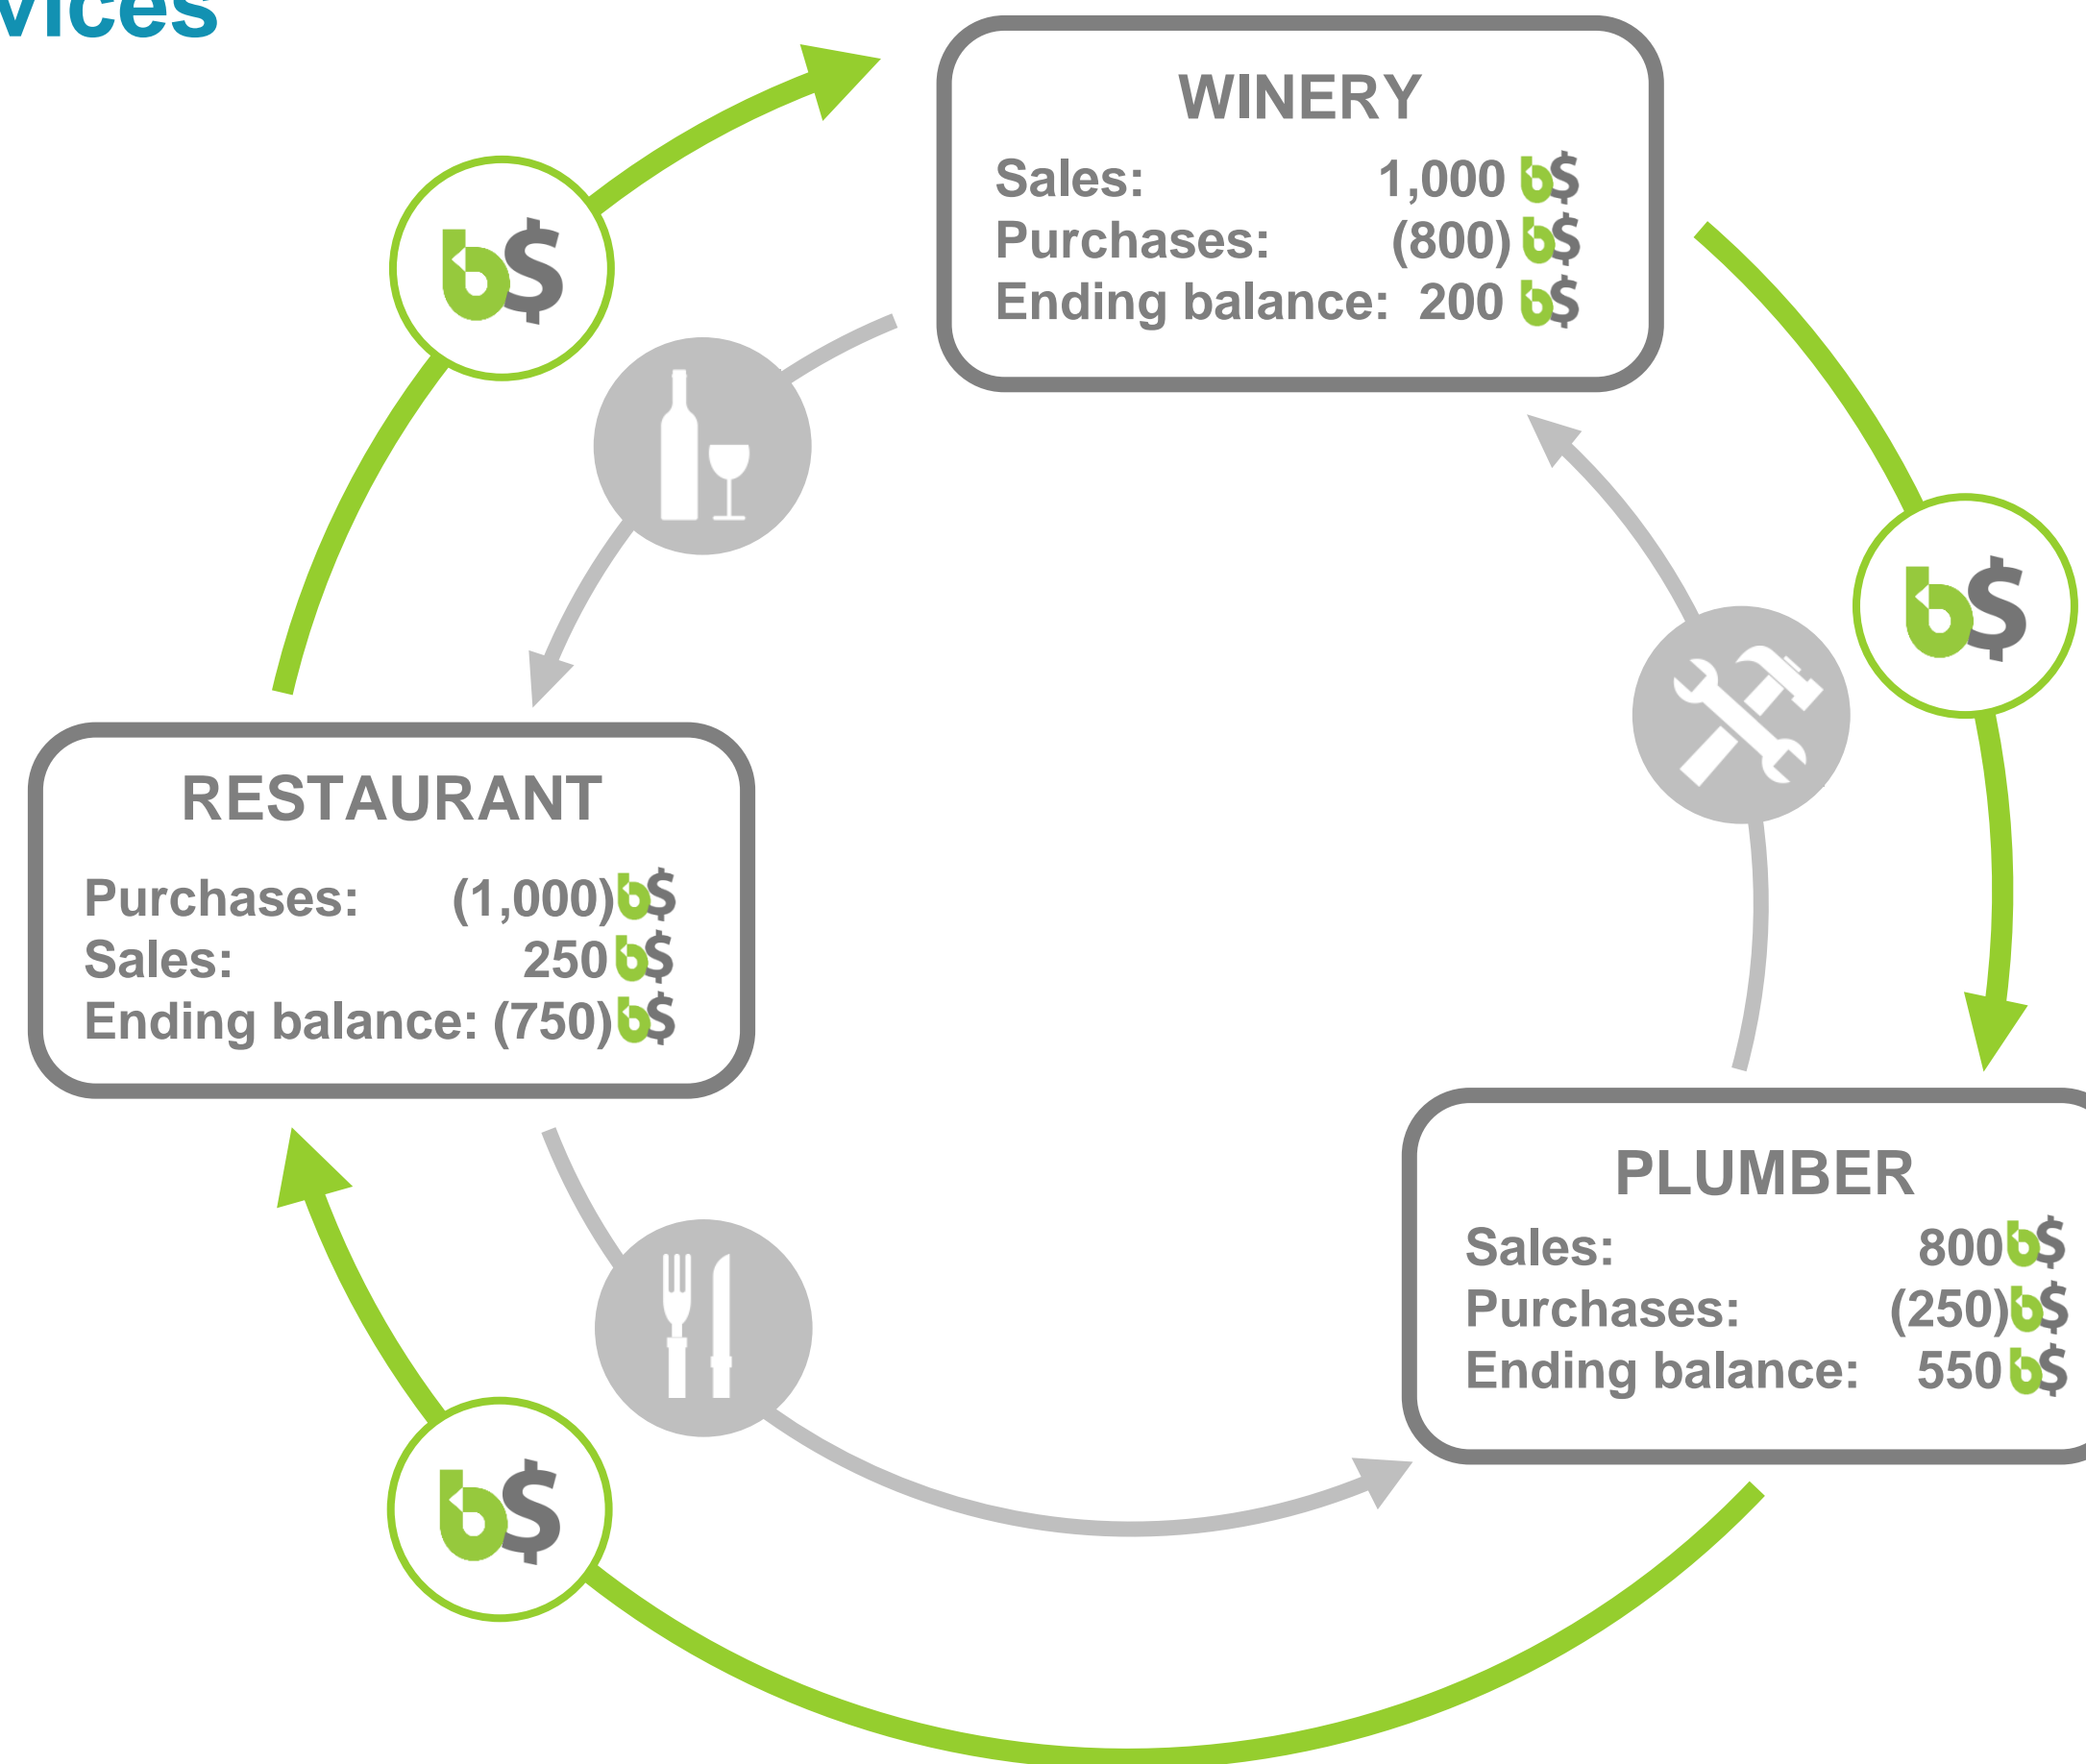 vices
WINERY
Sales: 1,000 b$
Purchases: (800) b$
Ending balance: 200 b$
b$
b$
RESTAURANT
Purchases: (1,000) b$
Sales: 250 b$
Ending balance: (750) b$
PLUMBER
Sales: 800 b$
Purchases: (250) b$
Ending balance: 550 b$
b$